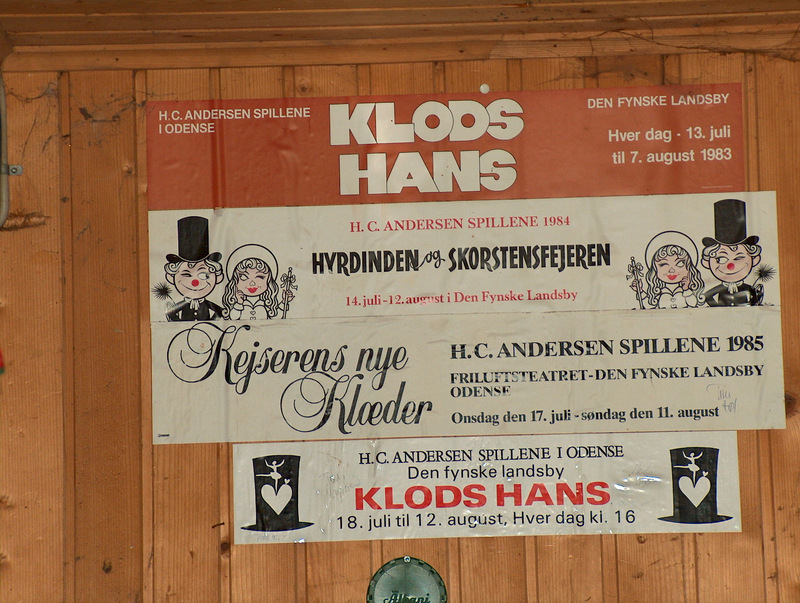 H.C. ANDERSEN SPILLENE
I ODENSE
KLODS
HANS
DEN FYNSKE LANDSBY
Hver dag - 13. juli
til 7. august 1983
H. C. ANDERSEN SPILLENE 1984
HYRDINDEN og SKORSTENSFEJEREN
14. juli - 12. august i Den Fynske Landsby
Kejserens nye
Klæder
H. C. ANDERSEN SPILLENE 1985
FRILUFTSTEATRET - DEN FYNSKE LANDSBY
ODENSE
Onsdag den 17. juli - søndag den 11. august
H. C. ANDERSEN SPILLENE I ODENSE
Den fynske landsby
KLODS HANS
18. juli til 12. august, Hver dag kl. 16
Albani